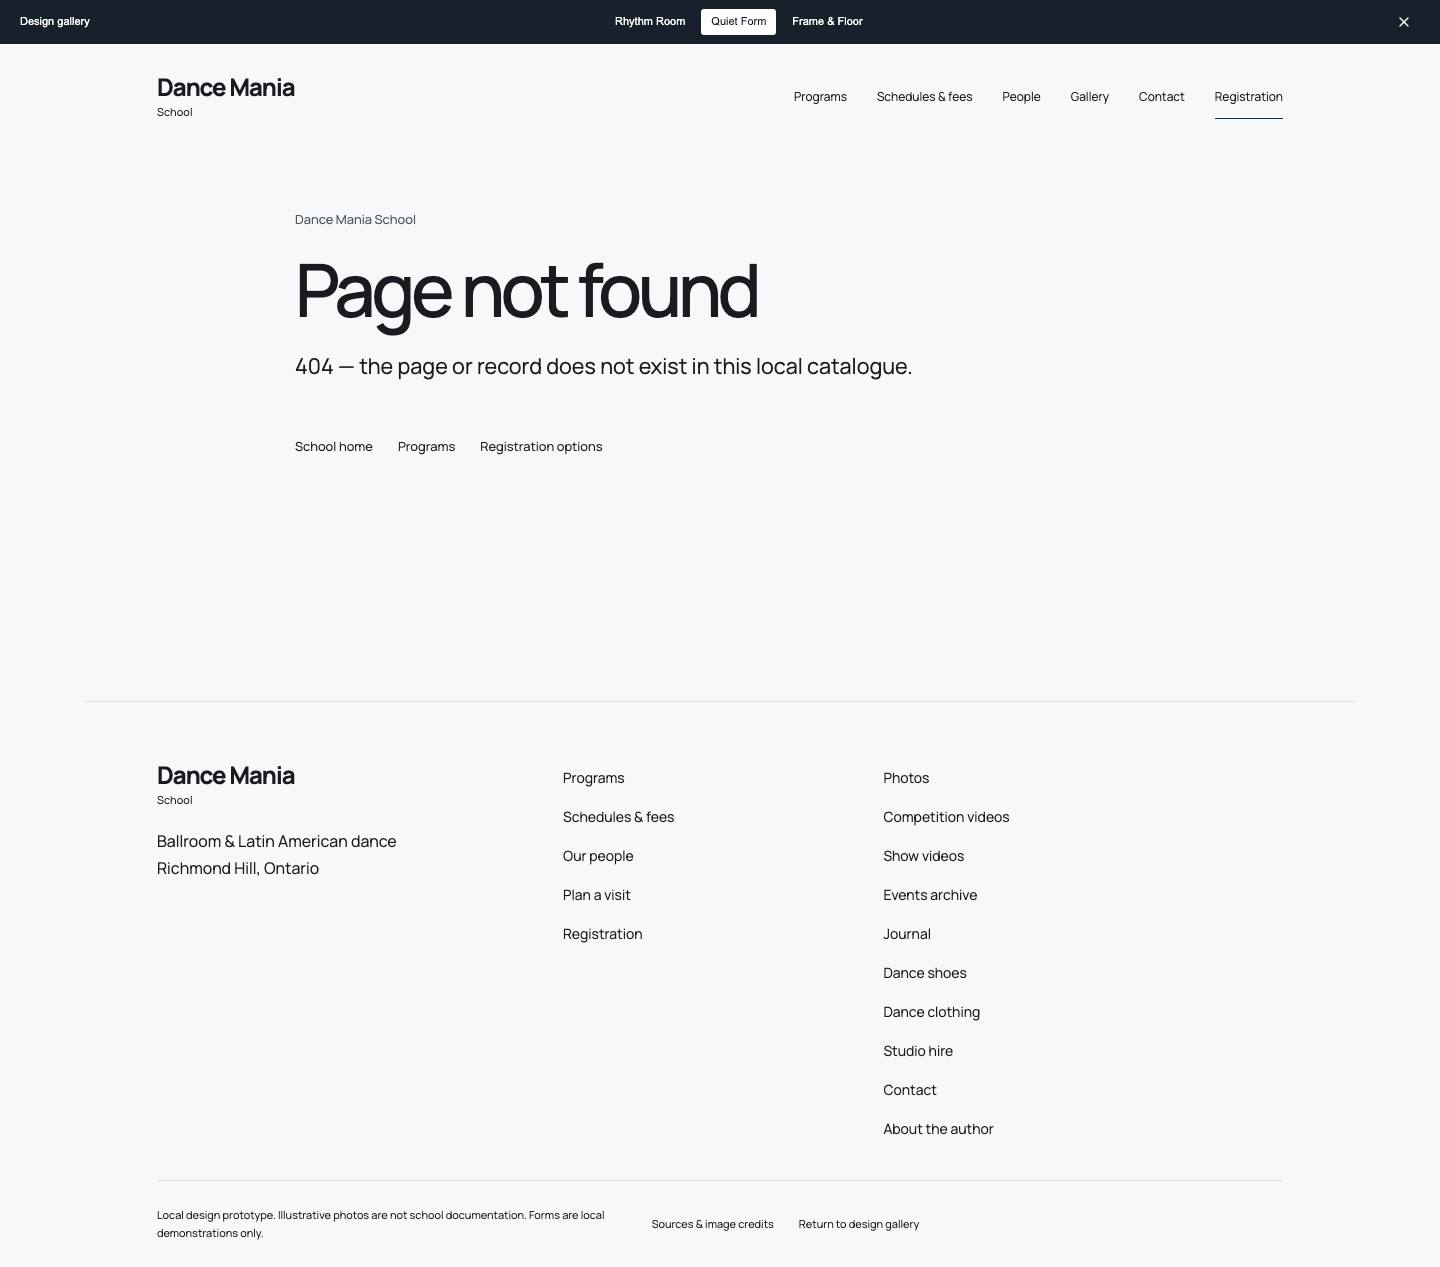 Design gallery
Rhythm Room
Quiet Form
Frame & Floor
Dance Mania
School
Programs
Schedules & fees
People
Gallery
Contact
Registration
Dance Mania School
Page not found
404 — the page or record does not exist in this local catalogue.
School home
Programs
Registration options
Dance Mania
School
Ballroom & Latin American dance
Richmond Hill, Ontario
Programs
Schedules & fees
Our people
Plan a visit
Registration
Photos
Competition videos
Show videos
Events archive
Journal
Dance shoes
Dance clothing
Studio hire
Contact
About the author
Local design prototype. Illustrative photos are not school documentation. Forms are local
demonstrations only.
Sources & image credits
Return to design gallery